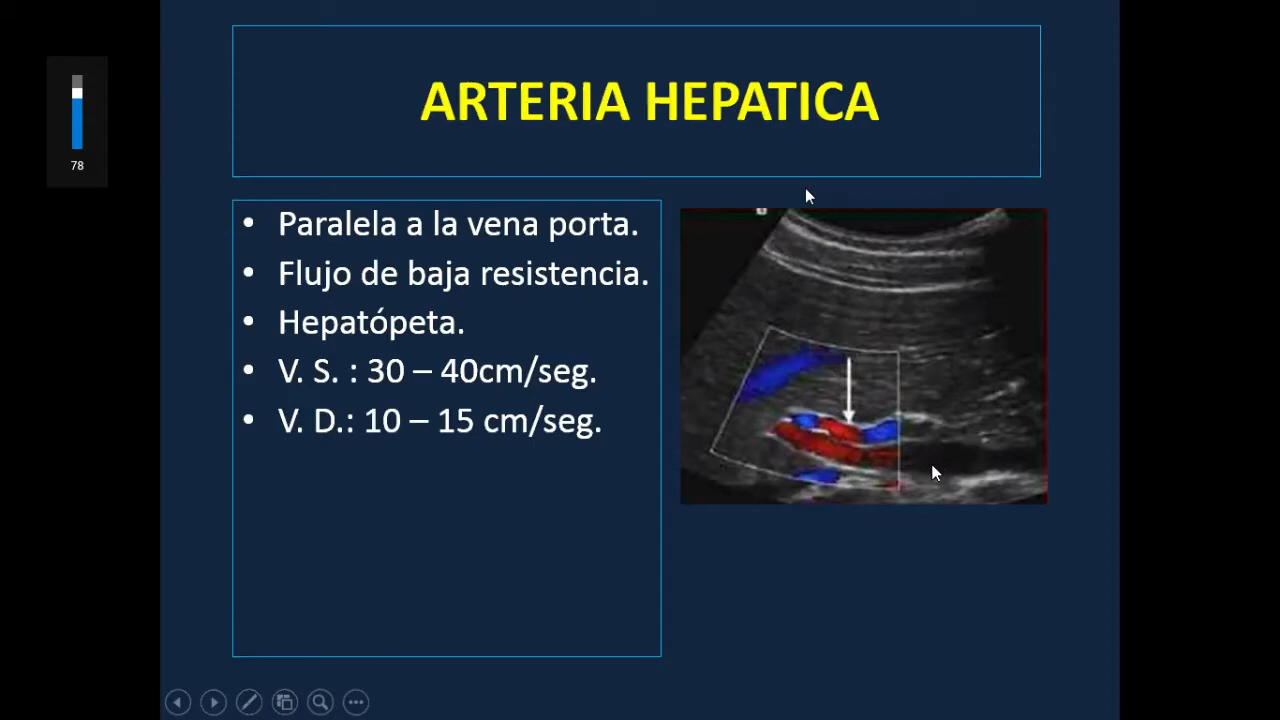 ARTERIA HEPATICA
78
• Paralela a la vena porta.
• Flujo de baja resistencia.
• Hepatópeta.
• V. S. : 30 – 40cm/seg.
• V. D.: 10 – 15 cm/seg.